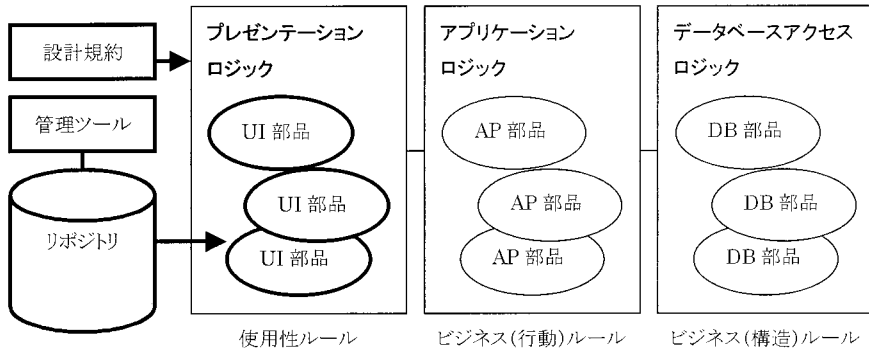 設計規約
管理ツール
リポジトリ
プレゼンテーション
ロジック
UI 部品
UI 部品
UI 部品
使用性ルール
アプリケーション
ロジック
AP 部品
AP 部品
AP 部品
ビジネス(行動)ルール
データベースアクセス
ロジック
DB 部品
DB 部品
DB 部品
ビジネス(構造)ルール